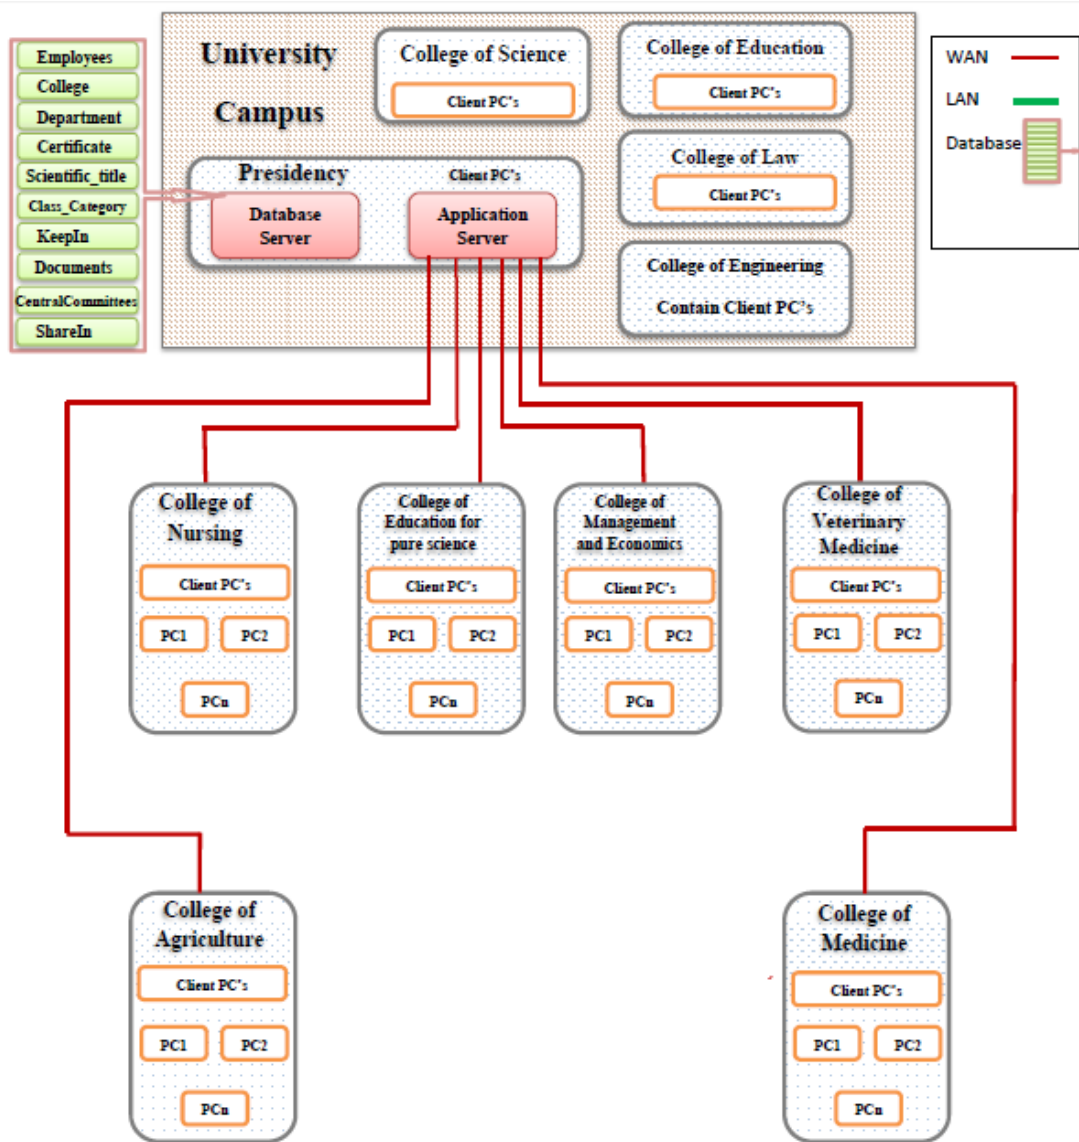 Employees
College
Department
Certificate
Scientific_title
Class_Category
KeepIn
Documents
CentralCommittees
ShareIn
University
Campus
College of Science
Client PC's
College of Education
Client PC's
College of Law
Client PC's
College of Engineering
Contain Client PC's
Presidency
Client PC's
Database
Server
Application
Server
WAN
LAN
Database
College of
Nursing
Client PC's
PC1
PC2
PCn
College of
Education for
pure science
Client PC's
PC1
PC2
PCn
College of
Management
and Economics
Client PC's
PC1
PC2
PCn
College of
Veterinary
Medicine
Client PC's
PC1
PC2
PCn
College of
Agriculture
Client PC's
PC1
PC2
PCn
College of
Medicine
Client PC's
PC1
PC2
PCn